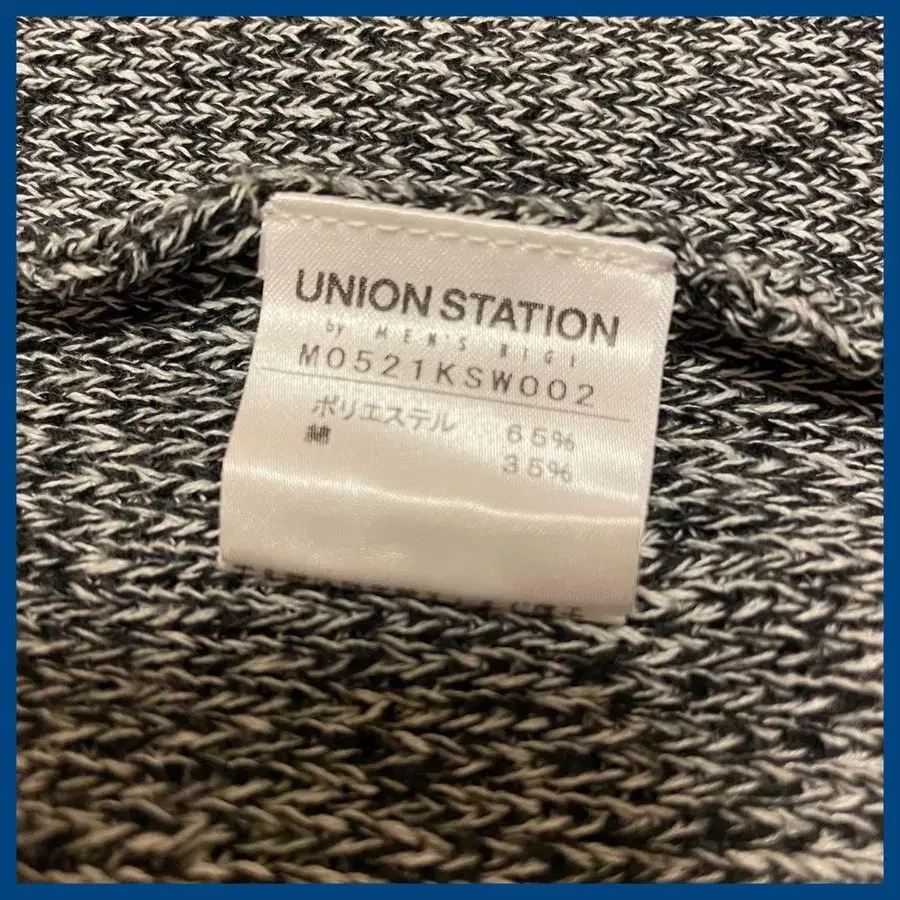 UNION STATION
by MEN'S BIGI
M0521KSW002
ポリエステル 65%
綿 35%